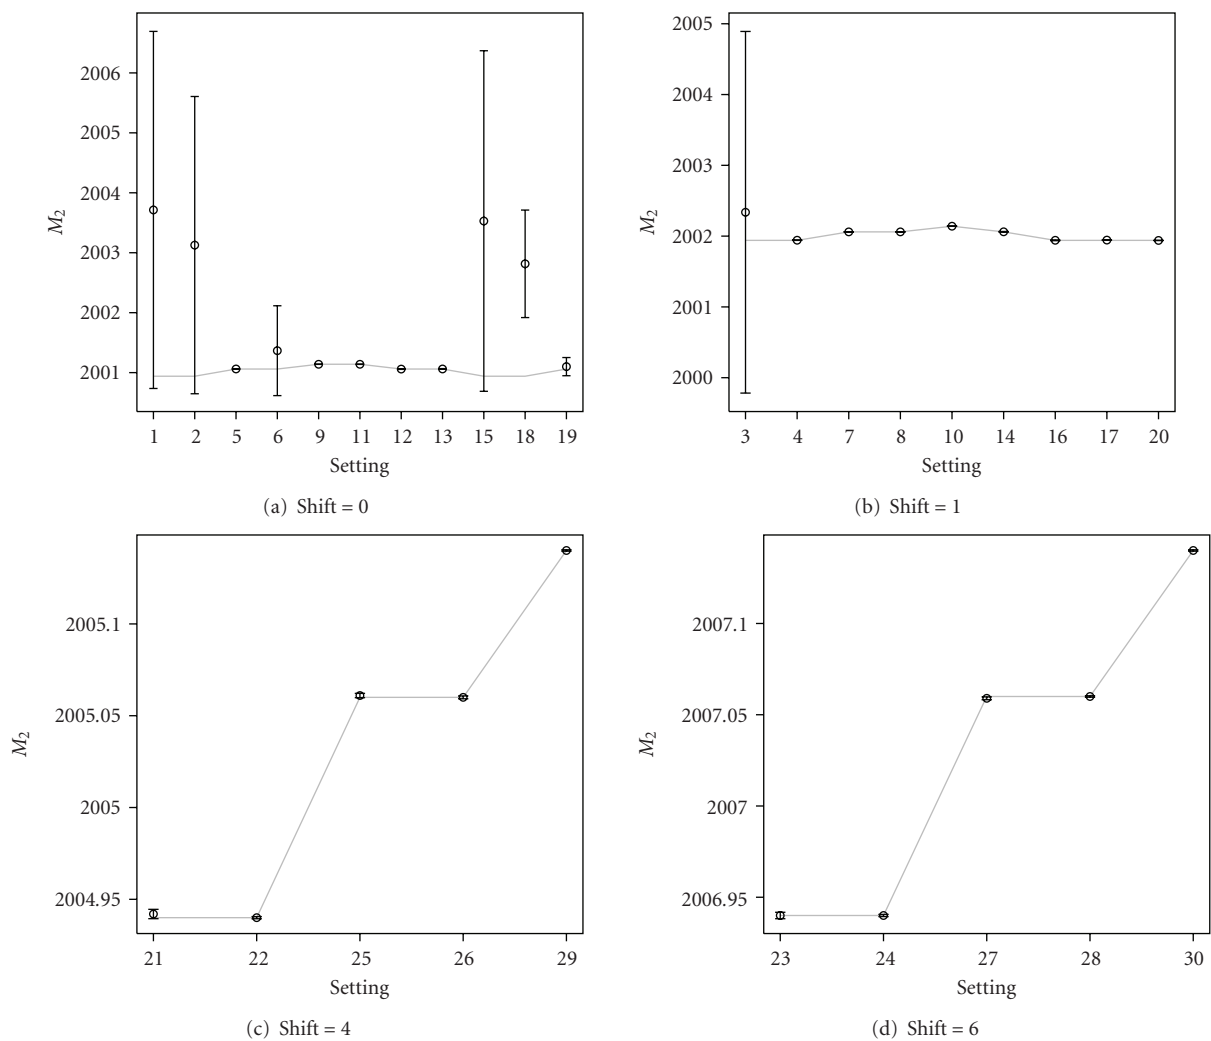 2006
2005
2004
2003
2002
2001
M2
1 2 5 6 9 11 12 13 15 18 19
Setting
(a) Shift = 0
2005
2004
2003
2002
2001
2000
M2
3 4 7 8 10 14 16 17 20
Setting
(b) Shift = 1
2005.1
2005.05
2005
2004.95
M2
21 22 25 26 29
Setting
(c) Shift = 4
2007.1
2007.05
2007
2006.95
M2
23 24 27 28 30
Setting
(d) Shift = 6